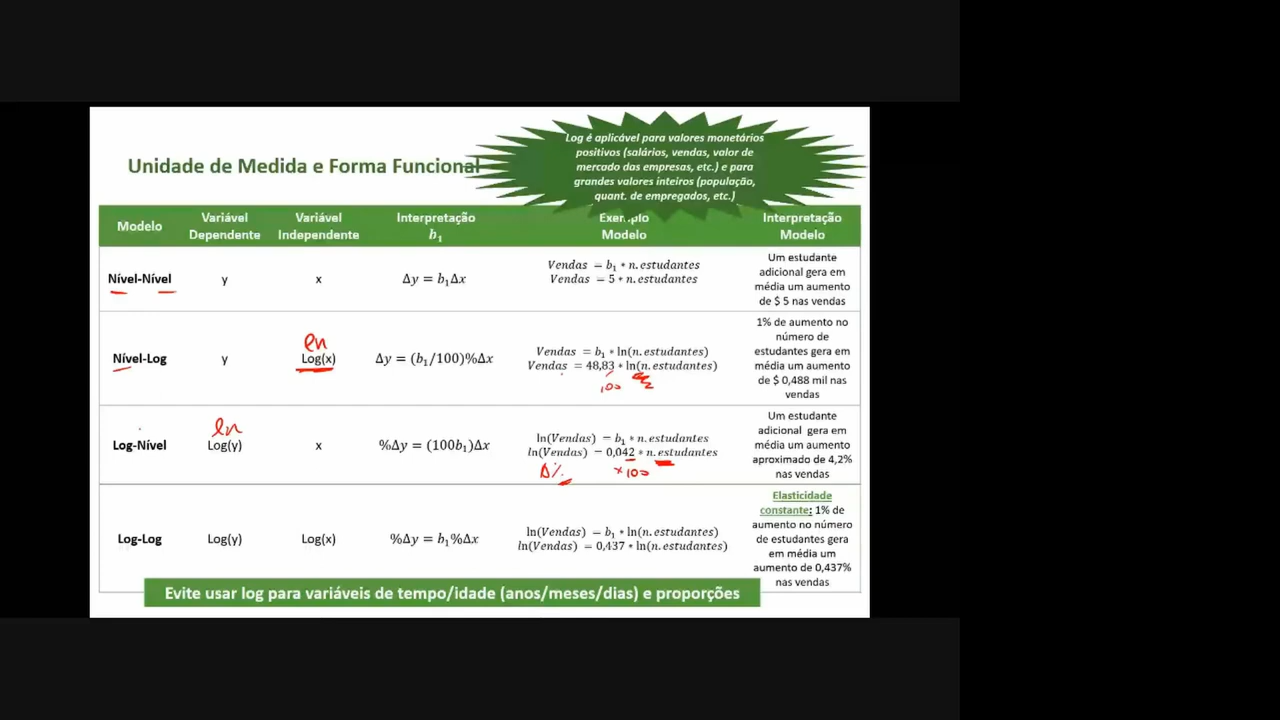 Log é aplicável para valores monetários
positivos (salários, vendas, valor de
mercado das empresas, etc.) e para
grandes valores inteiros (população,
quant. de empregados, etc.)
Unidade de Medida e Forma Funcional
Modelo
Variável
Dependente
Variável
Independente
Interpretação
b₁
Exemplo
Modelo
Interpretação
Modelo
Nível-Nível
y
x
Δy = b₁Δx
Vendas = b₁ * n.estudantes
Vendas = 5 * n.estudantes
Um estudante
adicional gera em
média um aumento
de $ 5 nas vendas
Nível-Log
y
ln
Log(x)
Δy = (b₁/100)%Δx
Vendas = b₁ * ln(n.estudantes)
Vendas = 48,83 * ln(n.estudantes)
100
1% de aumento no
número de
estudantes gera em
média um aumento
de $ 0,488 mil nas
vendas
Log-Nível
ln
Log(y)
x
%Δy = (100b₁)Δx
ln(Vendas) = b₁ * n.estudantes
ln(Vendas) = 0,042 * n.estudantes
Δ%
x100
Um estudante
adicional gera em
média um aumento
aproximado de 4,2%
nas vendas
Log-Log
Log(y)
Log(x)
%Δy = b₁%Δx
ln(Vendas) = b₁ * ln(n.estudantes)
ln(Vendas) = 0,437 * ln(n.estudantes)
Elasticidade
constante: 1% de
aumento no número
de estudantes gera
em média um
aumento de 0,437%
nas vendas
Evite usar log para variáveis de tempo/idade (anos/meses/dias) e proporções